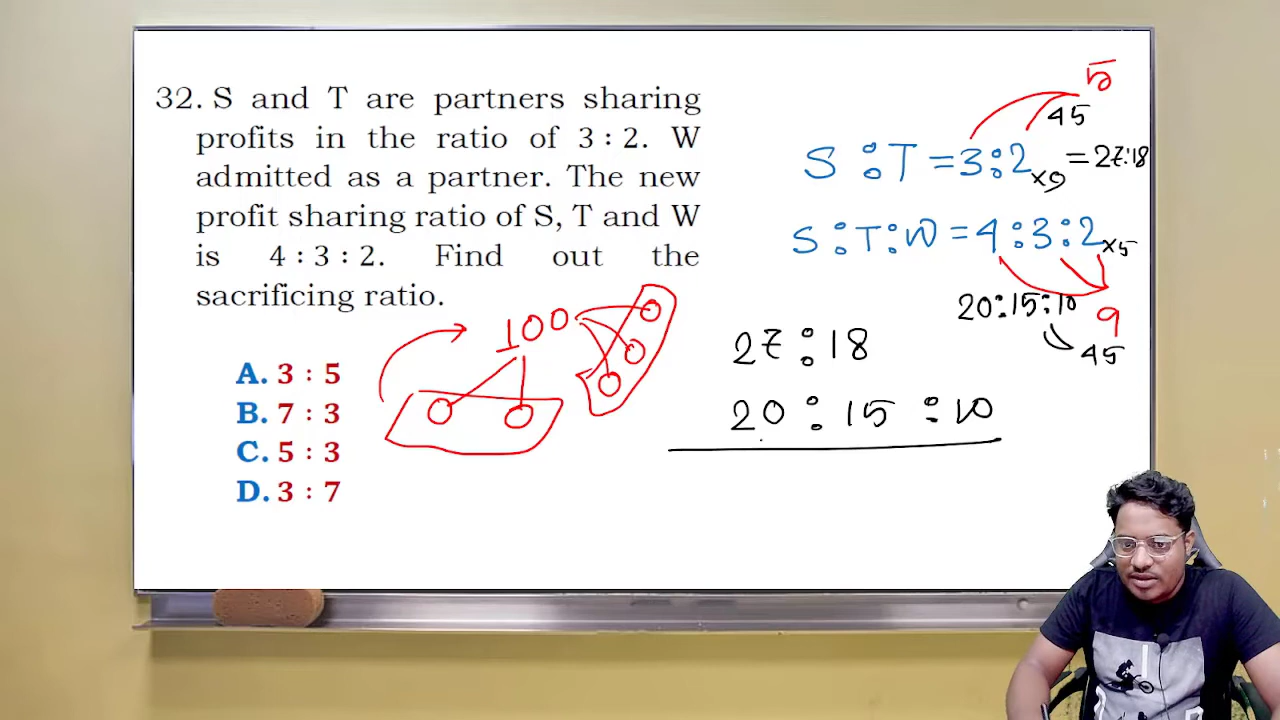 32. S and T are partners sharing
profits in the ratio of 3 : 2. W
admitted as a partner. The new
profit sharing ratio of S, T and W
is 4 : 3 : 2. Find out the
sacrificing ratio.
A. 3 : 5
B. 7 : 3
C. 5 : 3
D. 3 : 7
100
5
45
S : T = 3 : 2 ×9 = 27:18
S : T : W = 4 : 3 : 2 ×5
20:15:10
9
45
27 : 18
20 : 15 : 10